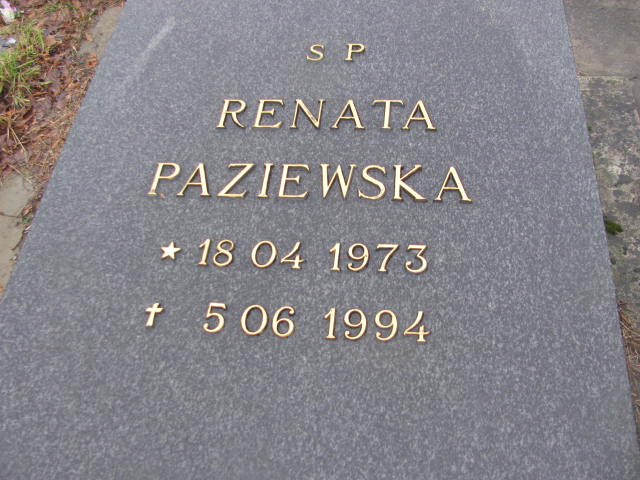 S P
RENATA
PAZIEWSKA
★ 18 04 1973
✝ 5 06 1994